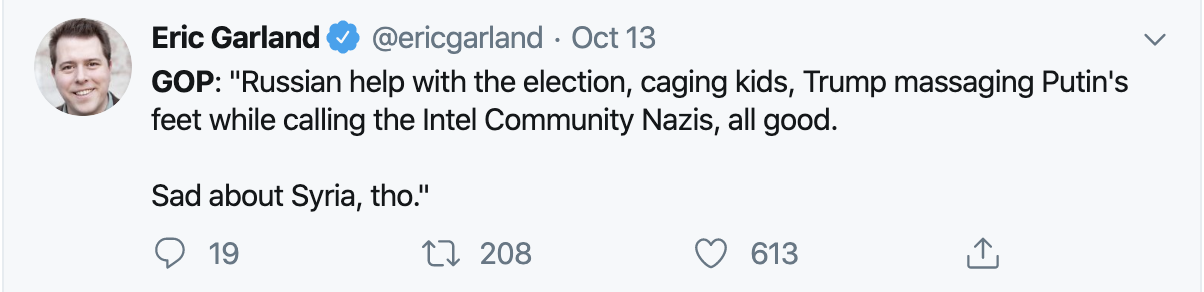 Eric Garland @ericgarland · Oct 13
GOP: "Russian help with the election, caging kids, Trump massaging Putin's
feet while calling the Intel Community Nazis, all good.
Sad about Syria, tho."
19 208 613